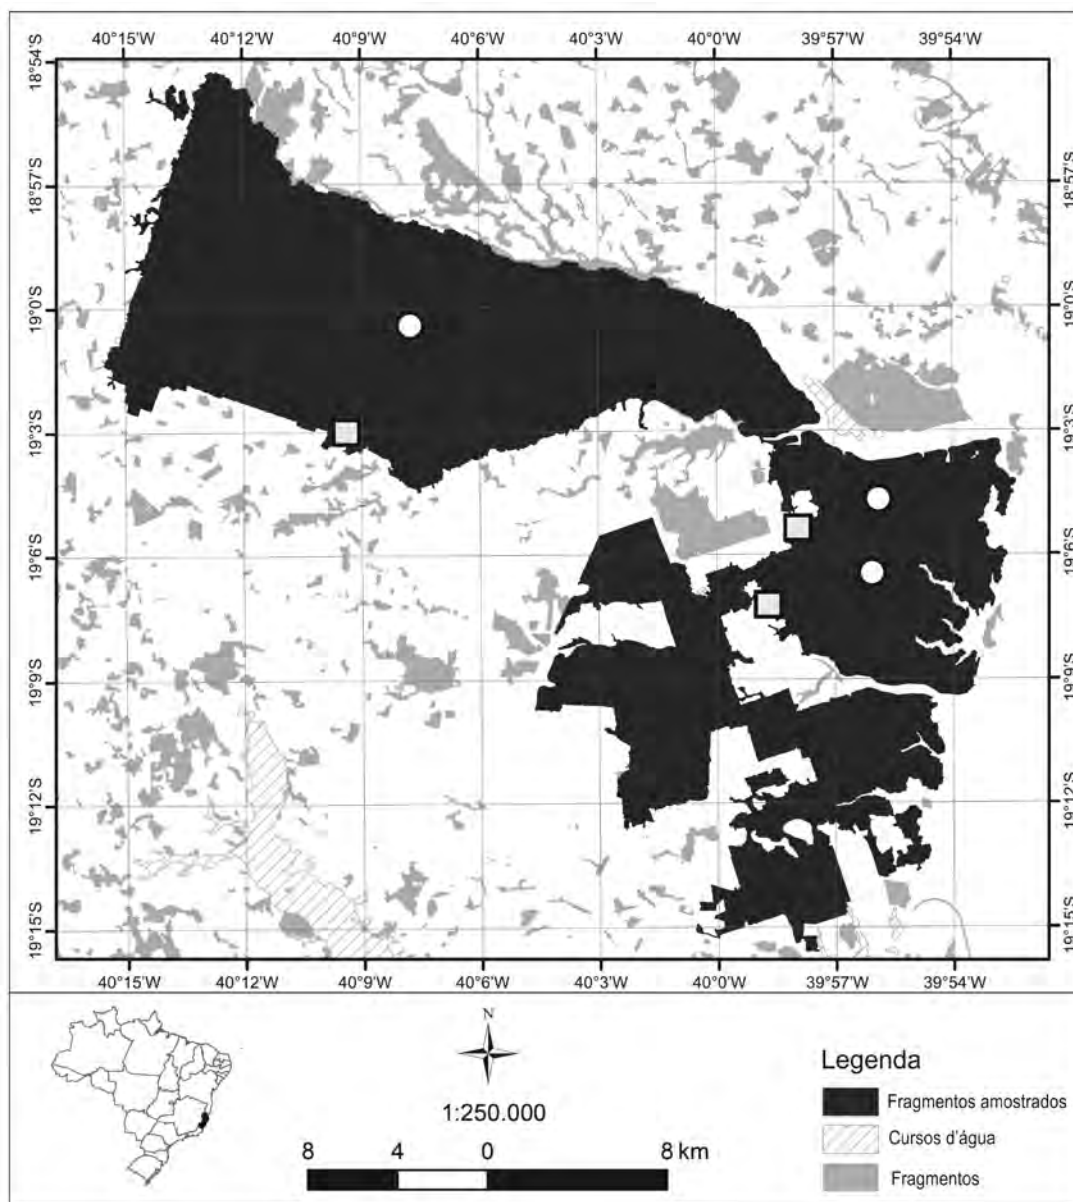 40°15'W 40°12'W 40°9'W 40°6'W 40°3'W 40°0'W 39°57'W 39°54'W
18°54'S
18°57'S 18°57'S
19°0'S 19°0'S
19°3'S 19°3'S
19°6'S 19°6'S
19°9'S 19°9'S
19°12'S 19°12'S
19°15'S 19°15'S
40°15'W 40°12'W 40°9'W 40°6'W 40°3'W 40°0'W 39°57'W 39°54'W
N
1:250.000
8 4 0 8 km
Legenda
Fragmentos amostrados
Cursos d'água
Fragmentos